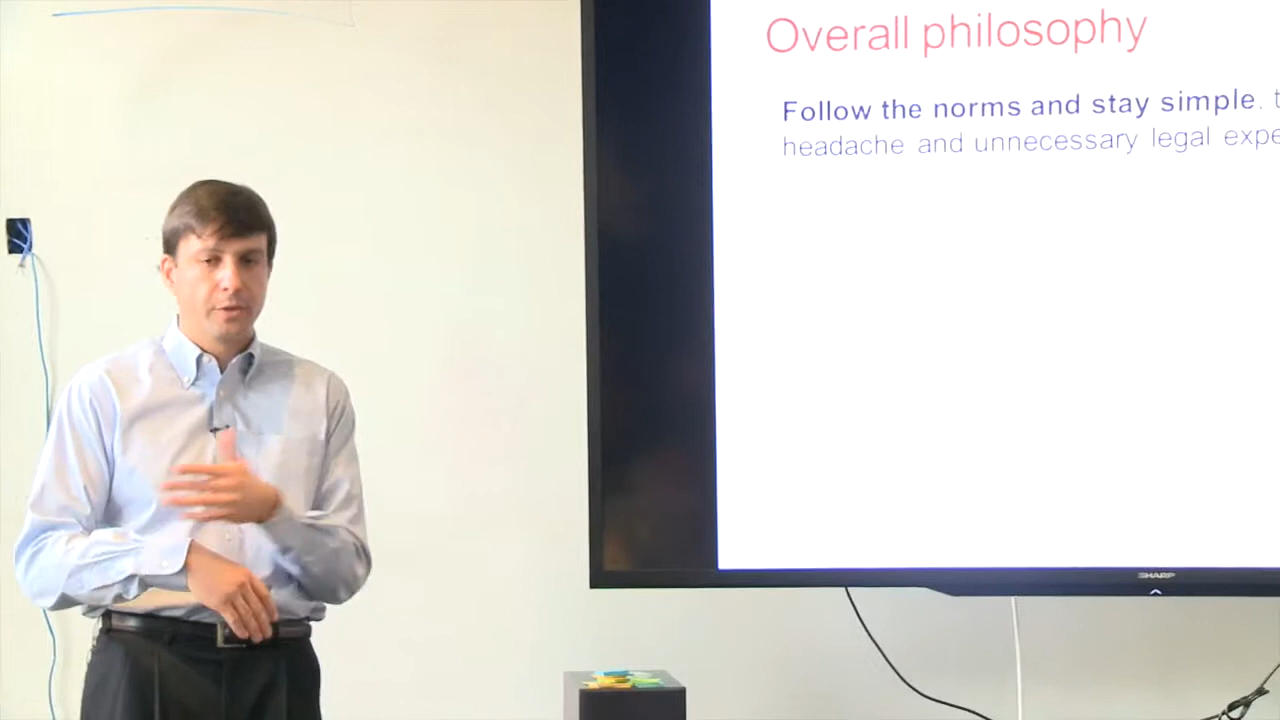 Overall philosophy
Follow the norms and stay simple.
headache and unnecessary legal
SHARP